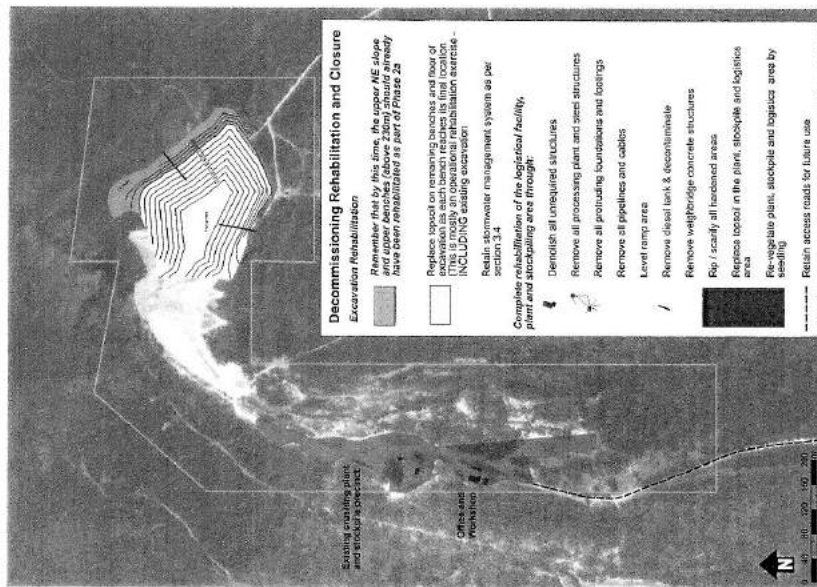 Decommissioning Rehabilitation and Closure
Excavation Rehabilitation
Remember that by this time, the upper NE slope
and upper benches (above 230m) should already
have been rehabilitated as part of Phase 2a
Replace topsoil on remaining benches and floor of
excavation as each bench reaches its final location
(This is mostly an operational rehabilitation exercise -
INCLUDING existing excavation
Retain stormwater management system as per
section 3.4
Complete rehabilitation of the logistical facility,
plant and stockpiling area through:
Demolish all unrequired structures
Remove all processing plant and steel structures
Remove all protruding foundations and footings
Remove all pipelines and cables
Level ramp area
Remove diesel tank & decontaminate
Remove weighbridge concrete structures
Rip / scarify all hardened areas
Replace topsoil in the plant, stockpile and logistics
area
Re-vegetate plant, stockpile and logistics area by
seeding
Retain access roads for future use
Existing crushing plant
and stockpile precinct
Office and
Workshop
N
0 40 80 120 160 200